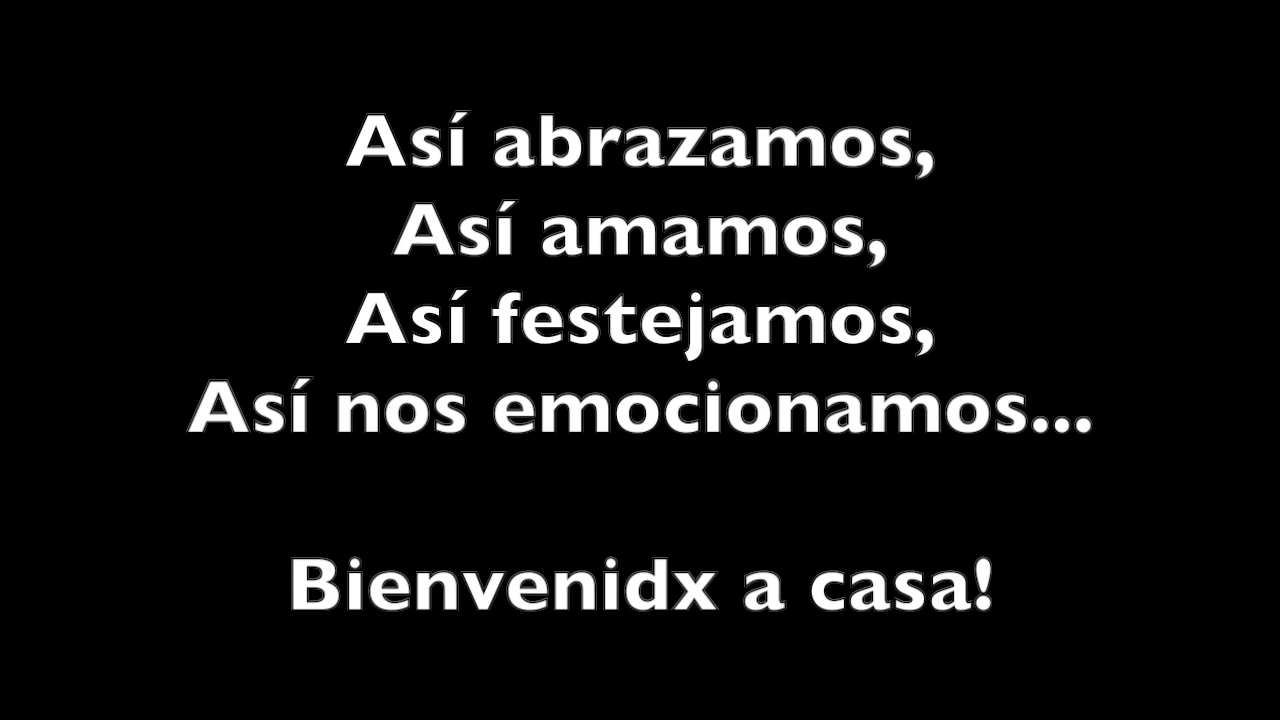 Así abrazamos,
Así amamos,
Así festejamos,
Así nos emocionamos...
Bienvenidx a casa!